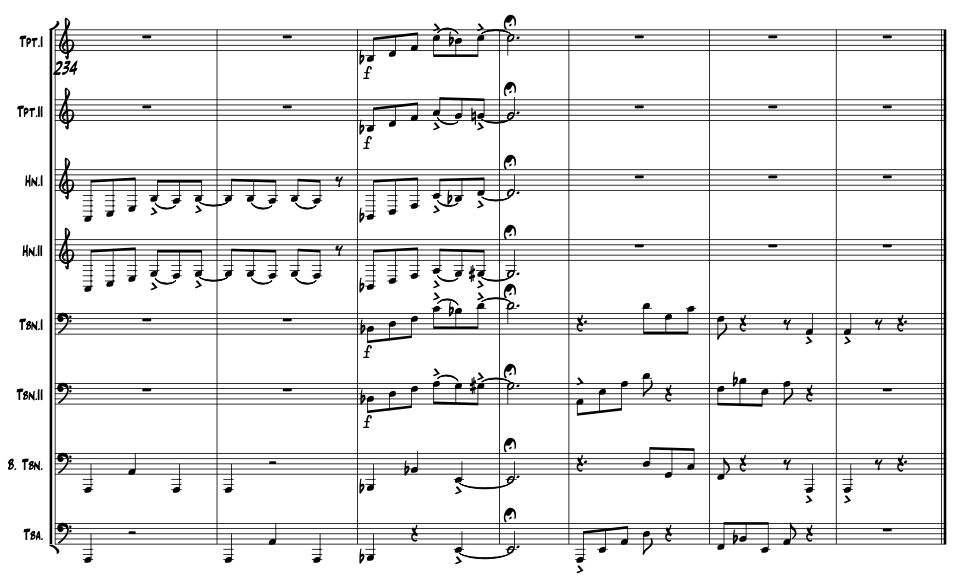 TPT.I
234
f
TPT.II
f
HN.I
HN.II
TBN.I
f
TBN.II
f
B. TBN.
TBA.